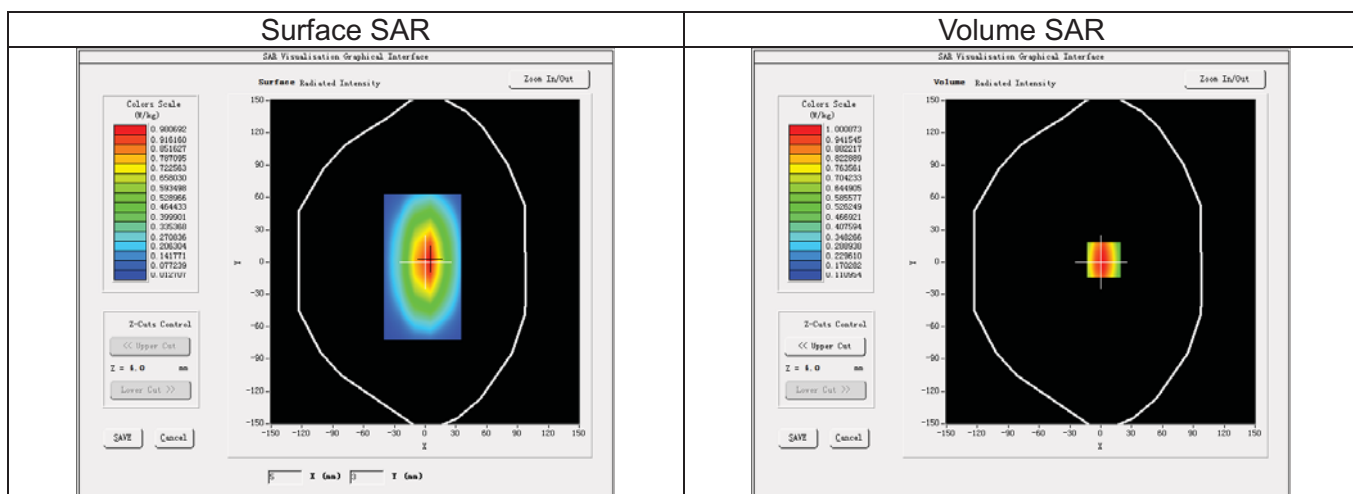 Surface SAR
SAR Visualisation Graphical Interface
Surface Radiated Intensity
Zoom In/Out
Colors Scale
(W/kg)
0.980692
0.916160
0.851627
0.787095
0.722563
0.658030
0.593498
0.528966
0.464433
0.399901
0.335368
0.270836
0.206304
0.141771
0.077239
0.012707
150
120
90
60
30
0
-30
-60
-90
-120
-150
Y
-150 -120 -90 -60 -30 0 30 60 90 120 150
X
Z-Cuts Control
<< Upper Cut
Z = 4.0 mm
Lower Cut >>
SAVE Cancel
5 X (mm) 3 Y (mm)
Volume SAR
SAR Visualisation Graphical Interface
Volume Radiated Intensity
Zoom In/Out
Colors Scale
(W/kg)
1.000873
0.941545
0.882217
0.822889
0.763561
0.704233
0.644905
0.585577
0.526249
0.466921
0.407594
0.348266
0.288938
0.229610
0.170282
0.110954
150
120
90
60
30
0
-30
-60
-90
-120
-150
Y
-150 -120 -90 -60 -30 0 30 60 90 120 150
X
Z-Cuts Control
<< Upper Cut
Z = 4.0 mm
Lower Cut >>
SAVE Cancel